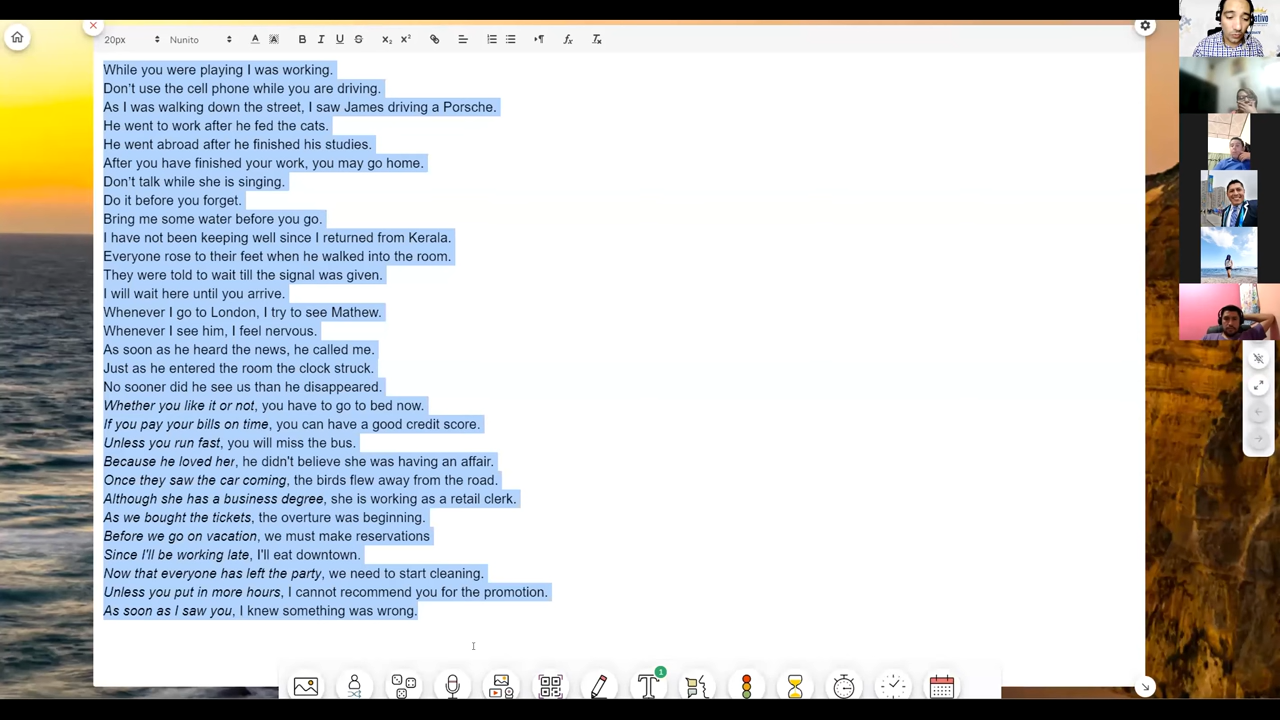 20px
Nunito
While you were playing I was working.
Don't use the cell phone while you are driving.
As I was walking down the street, I saw James driving a Porsche.
He went to work after he fed the cats.
He went abroad after he finished his studies.
After you have finished your work, you may go home.
Don't talk while she is singing.
Do it before you forget.
Bring me some water before you go.
I have not been keeping well since I returned from Kerala.
Everyone rose to their feet when he walked into the room.
They were told to wait till the signal was given.
I will wait here until you arrive.
Whenever I go to London, I try to see Mathew.
Whenever I see him, I feel nervous.
As soon as he heard the news, he called me.
Just as he entered the room the clock struck.
No sooner did he see us than he disappeared.
Whether you like it or not, you have to go to bed now.
If you pay your bills on time, you can have a good credit score.
Unless you run fast, you will miss the bus.
Because he loved her, he didn't believe she was having an affair.
Once they saw the car coming, the birds flew away from the road.
Although she has a business degree, she is working as a retail clerk.
As we bought the tickets, the overture was beginning.
Before we go on vacation, we must make reservations
Since I'll be working late, I'll eat downtown.
Now that everyone has left the party, we need to start cleaning.
Unless you put in more hours, I cannot recommend you for the promotion.
As soon as I saw you, I knew something was wrong.
1